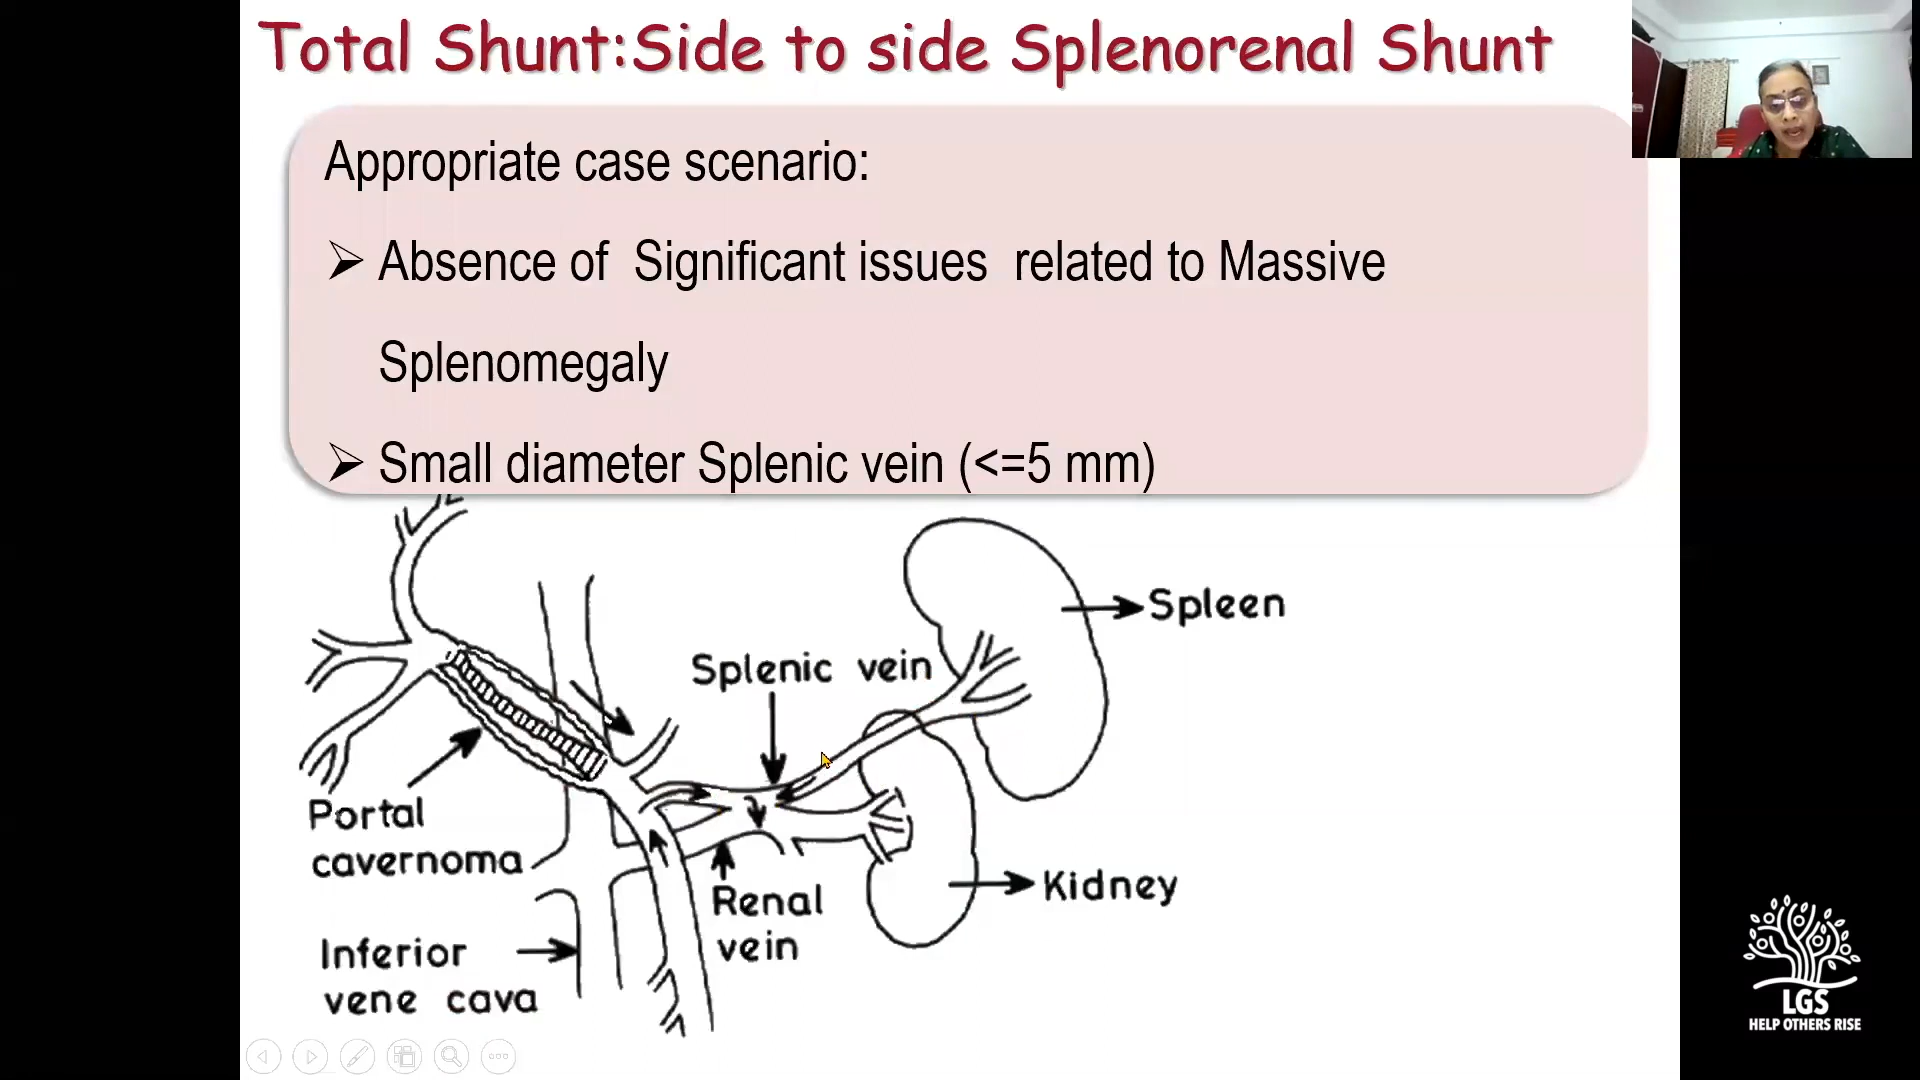 Total Shunt:Side to side Splenorenal Shunt
Appropriate case scenario:
➢ Absence of Significant issues related to Massive
Splenomegaly
➢ Small diameter Splenic vein (<=5 mm)
Spleen
Splenic vein
Portal
cavernoma
Kidney
Renal
vein
Inferior
vene cava
LGS
HELP OTHERS RISE